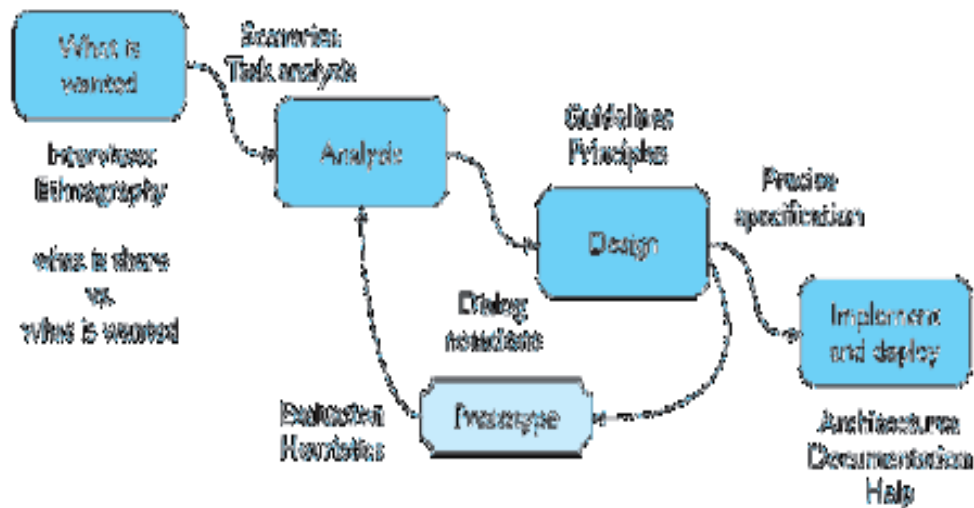 What is
wanted
Scenarios
Task analysis
Analysis
Guidelines
Principles
Interviews
Ethnography
Precise
specification
Design
what is there
vs.
what is wanted
Dialog
notations
Implement
and deploy
Evaluation
Heuristics
Prototype
Architectures
Documentation
Help